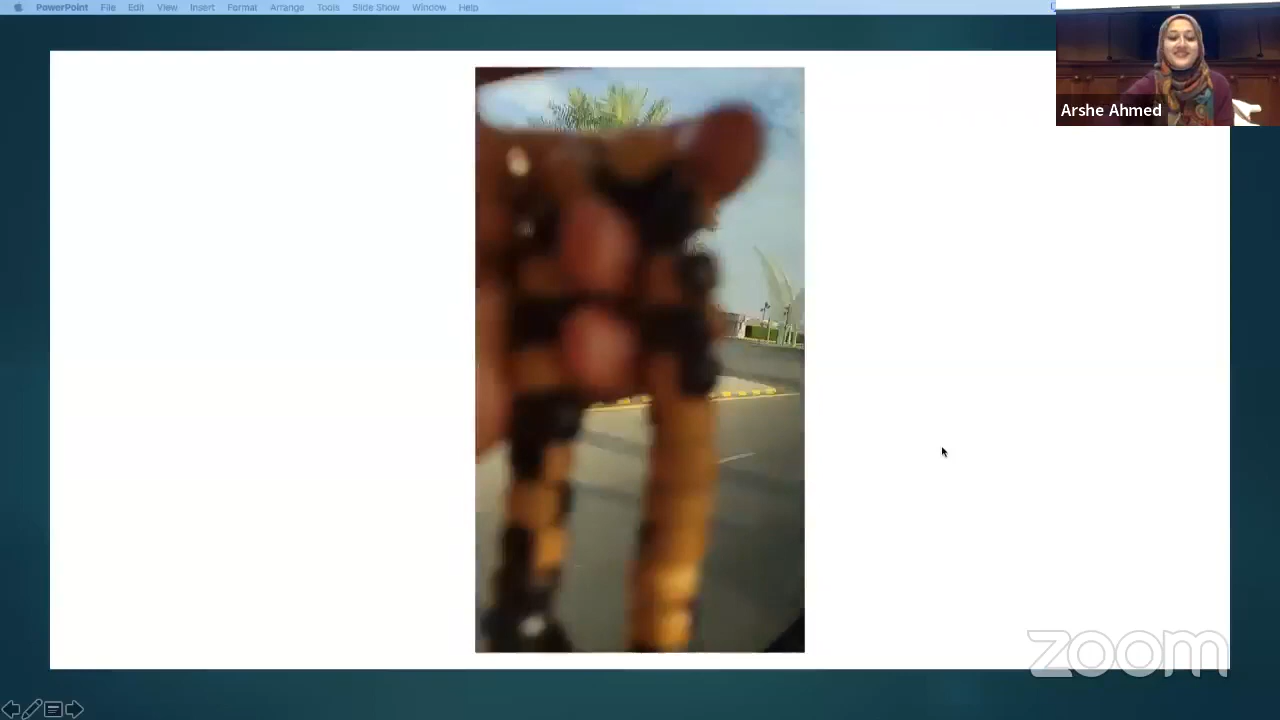 PowerPoint File Edit View Insert Format Arrange Tools Slide Show Window Help
Arshe Ahmed
zoom